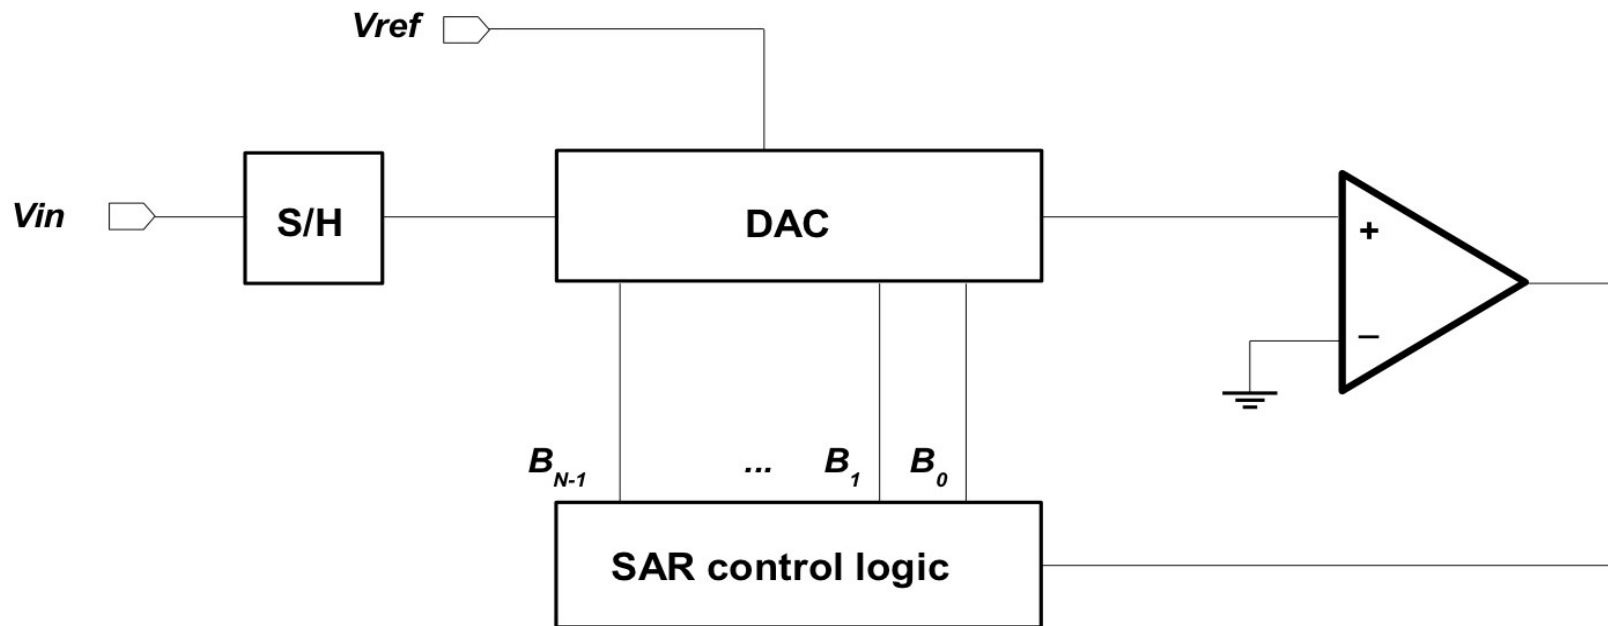 Vref
Vin
S/H
DAC
+
–
B_N-1 ... B_1 B_0
SAR control logic